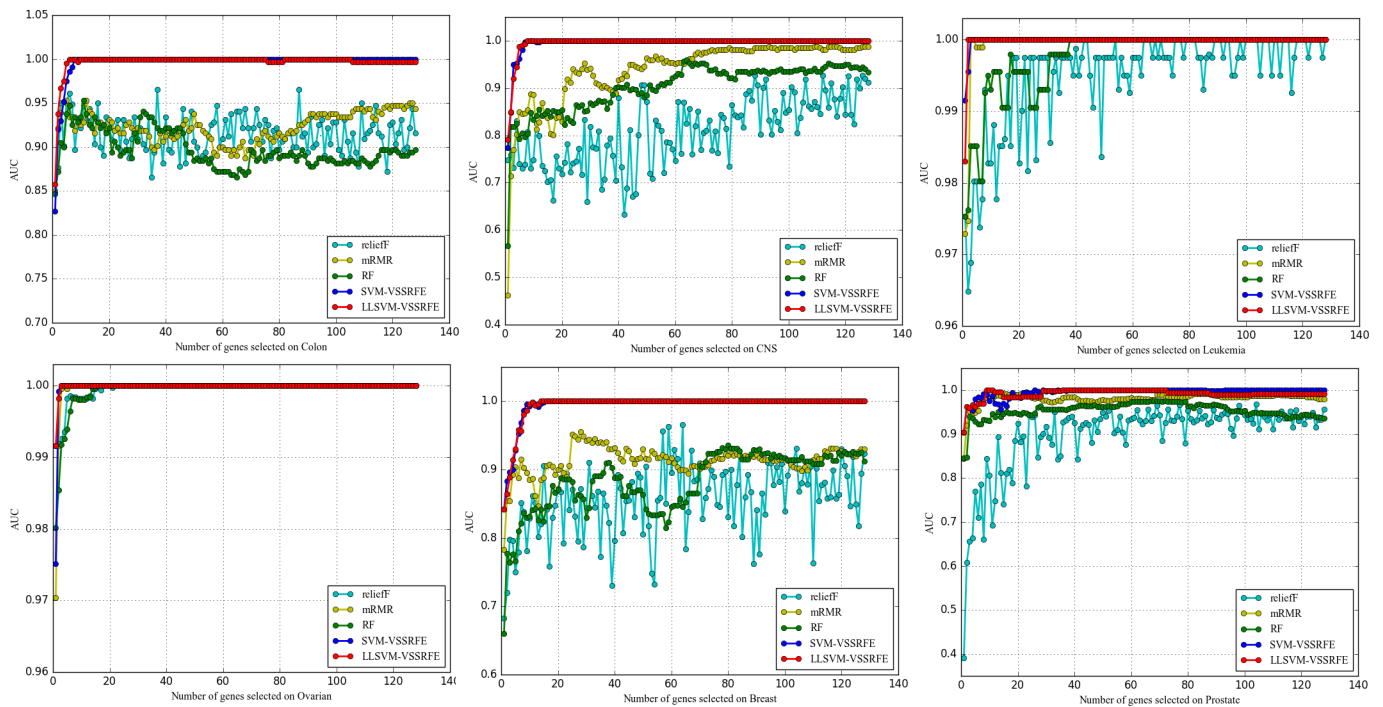 AUC
1.05
1.00
0.95
0.90
0.85
0.80
0.75
0.70
0 20 40 60 80 100 120 140
reliefF
mRMR
RF
SVM-VSSRFE
LLSVM-VSSRFE
Number of genes selected on Colon
AUC
1.0
0.9
0.8
0.7
0.6
0.5
0.4
0 20 40 60 80 100 120 140
reliefF
mRMR
RF
SVM-VSSRFE
LLSVM-VSSRFE
Number of genes selected on CNS
AUC
1.00
0.99
0.98
0.97
0.96
0 20 40 60 80 100 120 140
reliefF
mRMR
RF
SVM-VSSRFE
LLSVM-VSSRFE
Number of genes selected on Leukemia
AUC
1.00
0.99
0.98
0.97
0.96
0 20 40 60 80 100 120 140
reliefF
mRMR
RF
SVM-VSSRFE
LLSVM-VSSRFE
Number of genes selected on Ovarian
AUC
1.0
0.9
0.8
0.7
0.6
0 20 40 60 80 100 120 140
reliefF
mRMR
RF
SVM-VSSRFE
LLSVM-VSSRFE
Number of genes selected on Breast
AUC
1.0
0.9
0.8
0.7
0.6
0.5
0.4
0 20 40 60 80 100 120 140
reliefF
mRMR
RF
SVM-VSSRFE
LLSVM-VSSRFE
Number of genes selected on Prostate